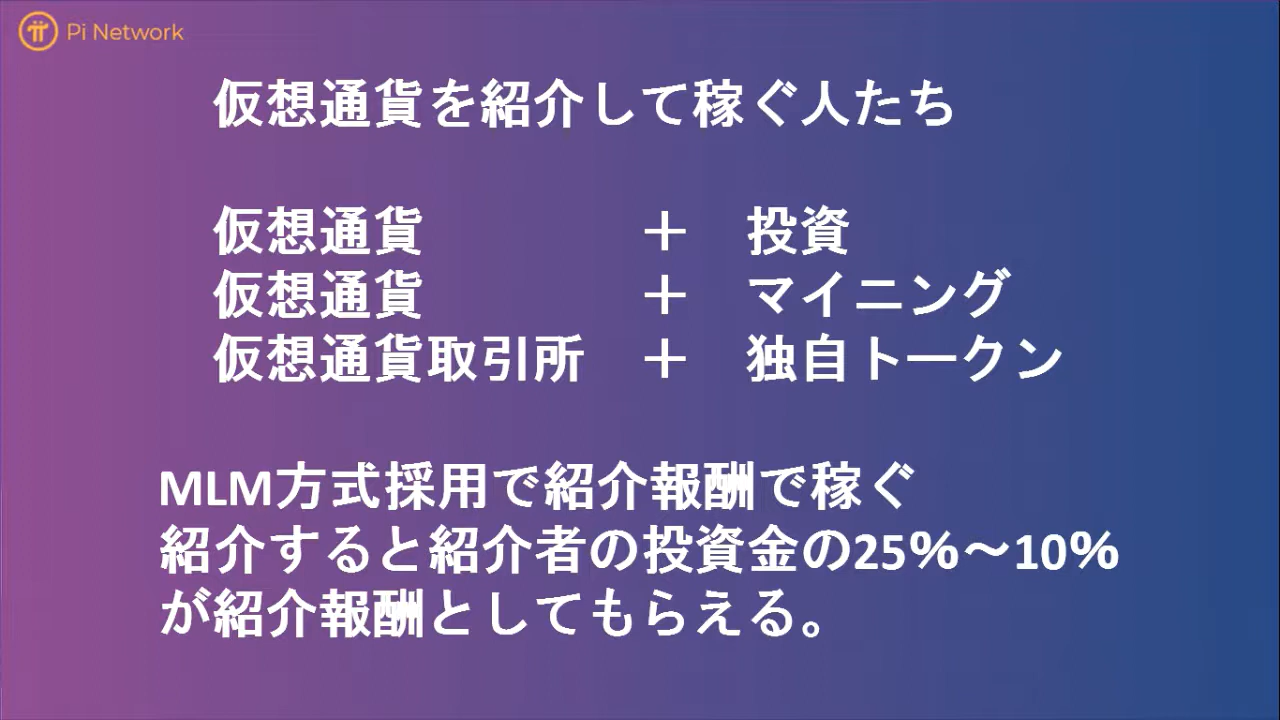 Pi Network
仮想通貨を紹介して稼ぐ人たち
仮想通貨 ＋ 投資
仮想通貨 ＋ マイニング
仮想通貨取引所 ＋ 独自トークン
MLM方式採用で紹介報酬で稼ぐ
紹介すると紹介者の投資金の25%～10%
が紹介報酬としてもらえる。